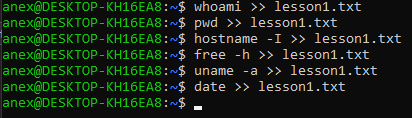 anex@DESKTOP-KH16EA8:~$ whoami >> lesson1.txt
anex@DESKTOP-KH16EA8:~$ pwd >> lesson1.txt
anex@DESKTOP-KH16EA8:~$ hostname -I >> lesson1.txt
anex@DESKTOP-KH16EA8:~$ free -h >> lesson1.txt
anex@DESKTOP-KH16EA8:~$ uname -a >> lesson1.txt
anex@DESKTOP-KH16EA8:~$ date >> lesson1.txt
anex@DESKTOP-KH16EA8:~$